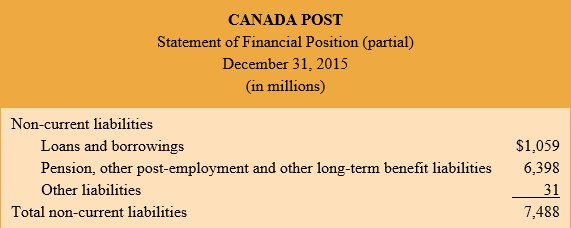 CANADA POST
Statement of Financial Position (partial)
December 31, 2015
(in millions)
Non-current liabilities
Loans and borrowings $1,059
Pension, other post-employment and other long-term benefit liabilities 6,398
Other liabilities 31
Total non-current liabilities 7,488